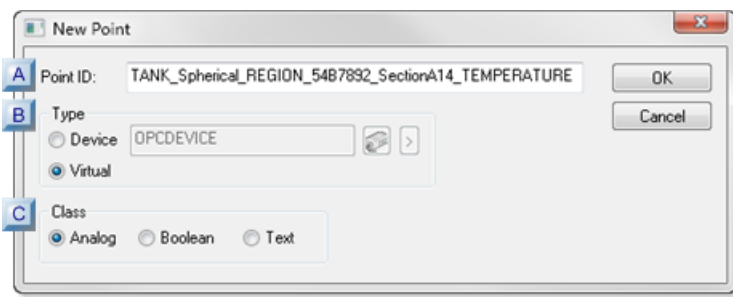 New Point
A Point ID: TANK_Spherical_REGION_54B7892_SectionA14_TEMPERATURE OK
B Type Cancel
Device OPCDEVICE >
Virtual
C Class
Analog Boolean Text